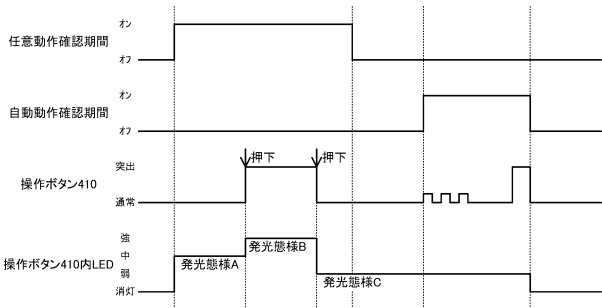 オン
任意動作確認期間
オフ
オン
自動動作確認期間
オフ
突出
押下
押下
操作ボタン410
通常
強
発光態様B
中
操作ボタン410内LED
発光態様A
弱
発光態様C
消灯